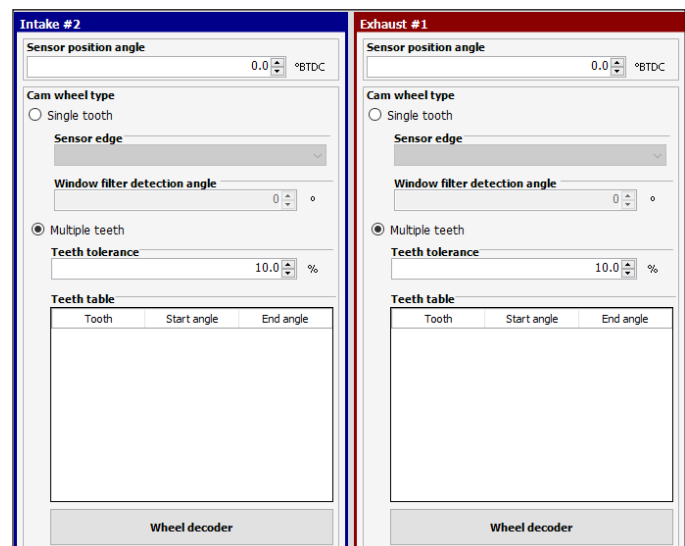 Intake #2
Sensor position angle
0.0 °BTDC
Cam wheel type
Single tooth
Sensor edge
Window filter detection angle
0 °
Multiple teeth
Teeth tolerance
10.0 %
Teeth table
Tooth Start angle End angle
Wheel decoder
Exhaust #1
Sensor position angle
0.0 °BTDC
Cam wheel type
Single tooth
Sensor edge
Window filter detection angle
0 °
Multiple teeth
Teeth tolerance
10.0 %
Teeth table
Tooth Start angle End angle
Wheel decoder